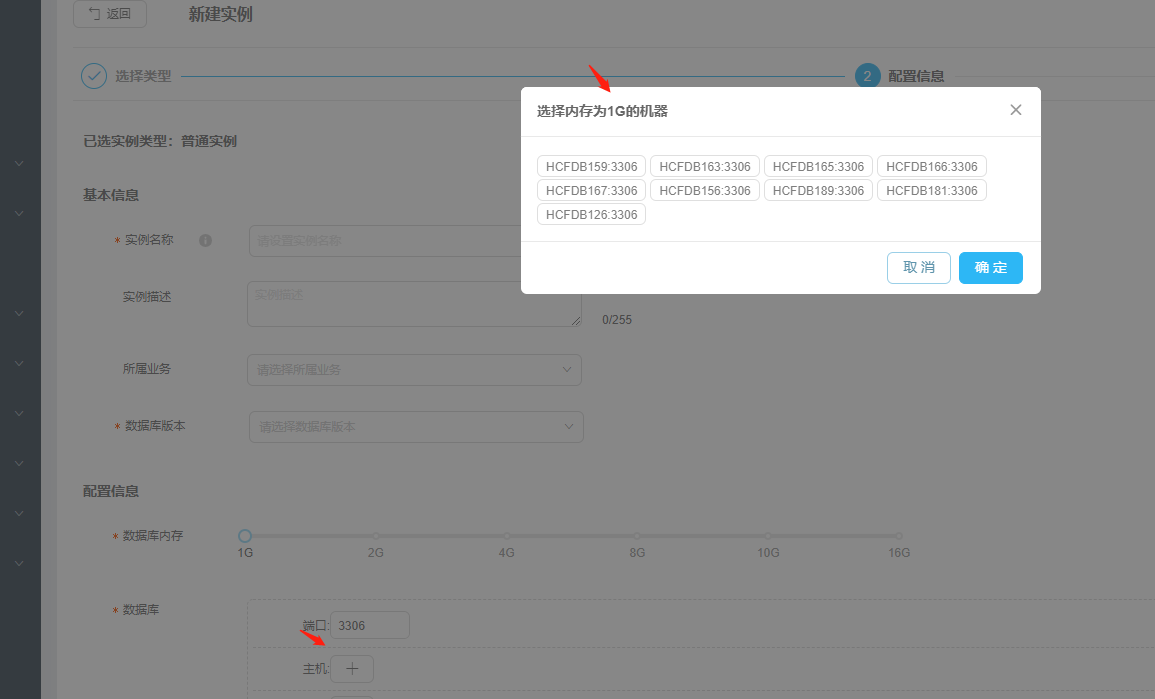 返回
新建实例
选择类型
2 配置信息
选择内存为1G的机器
HCFDB159:3306 HCFDB163:3306 HCFDB165:3306 HCFDB166:3306
HCFDB167:3306 HCFDB156:3306 HCFDB189:3306 HCFDB181:3306
HCFDB126:3306
取 消 确 定
已选实例类型：普通实例
基本信息
* 实例名称 请设置实例名称
实例描述 实例描述
0/255
所属业务 请选择所属业务
* 数据库版本 请选择数据库版本
配置信息
* 数据库内存
1G 2G 4G 8G 10G 16G
* 数据库
端口: 3306
主机: